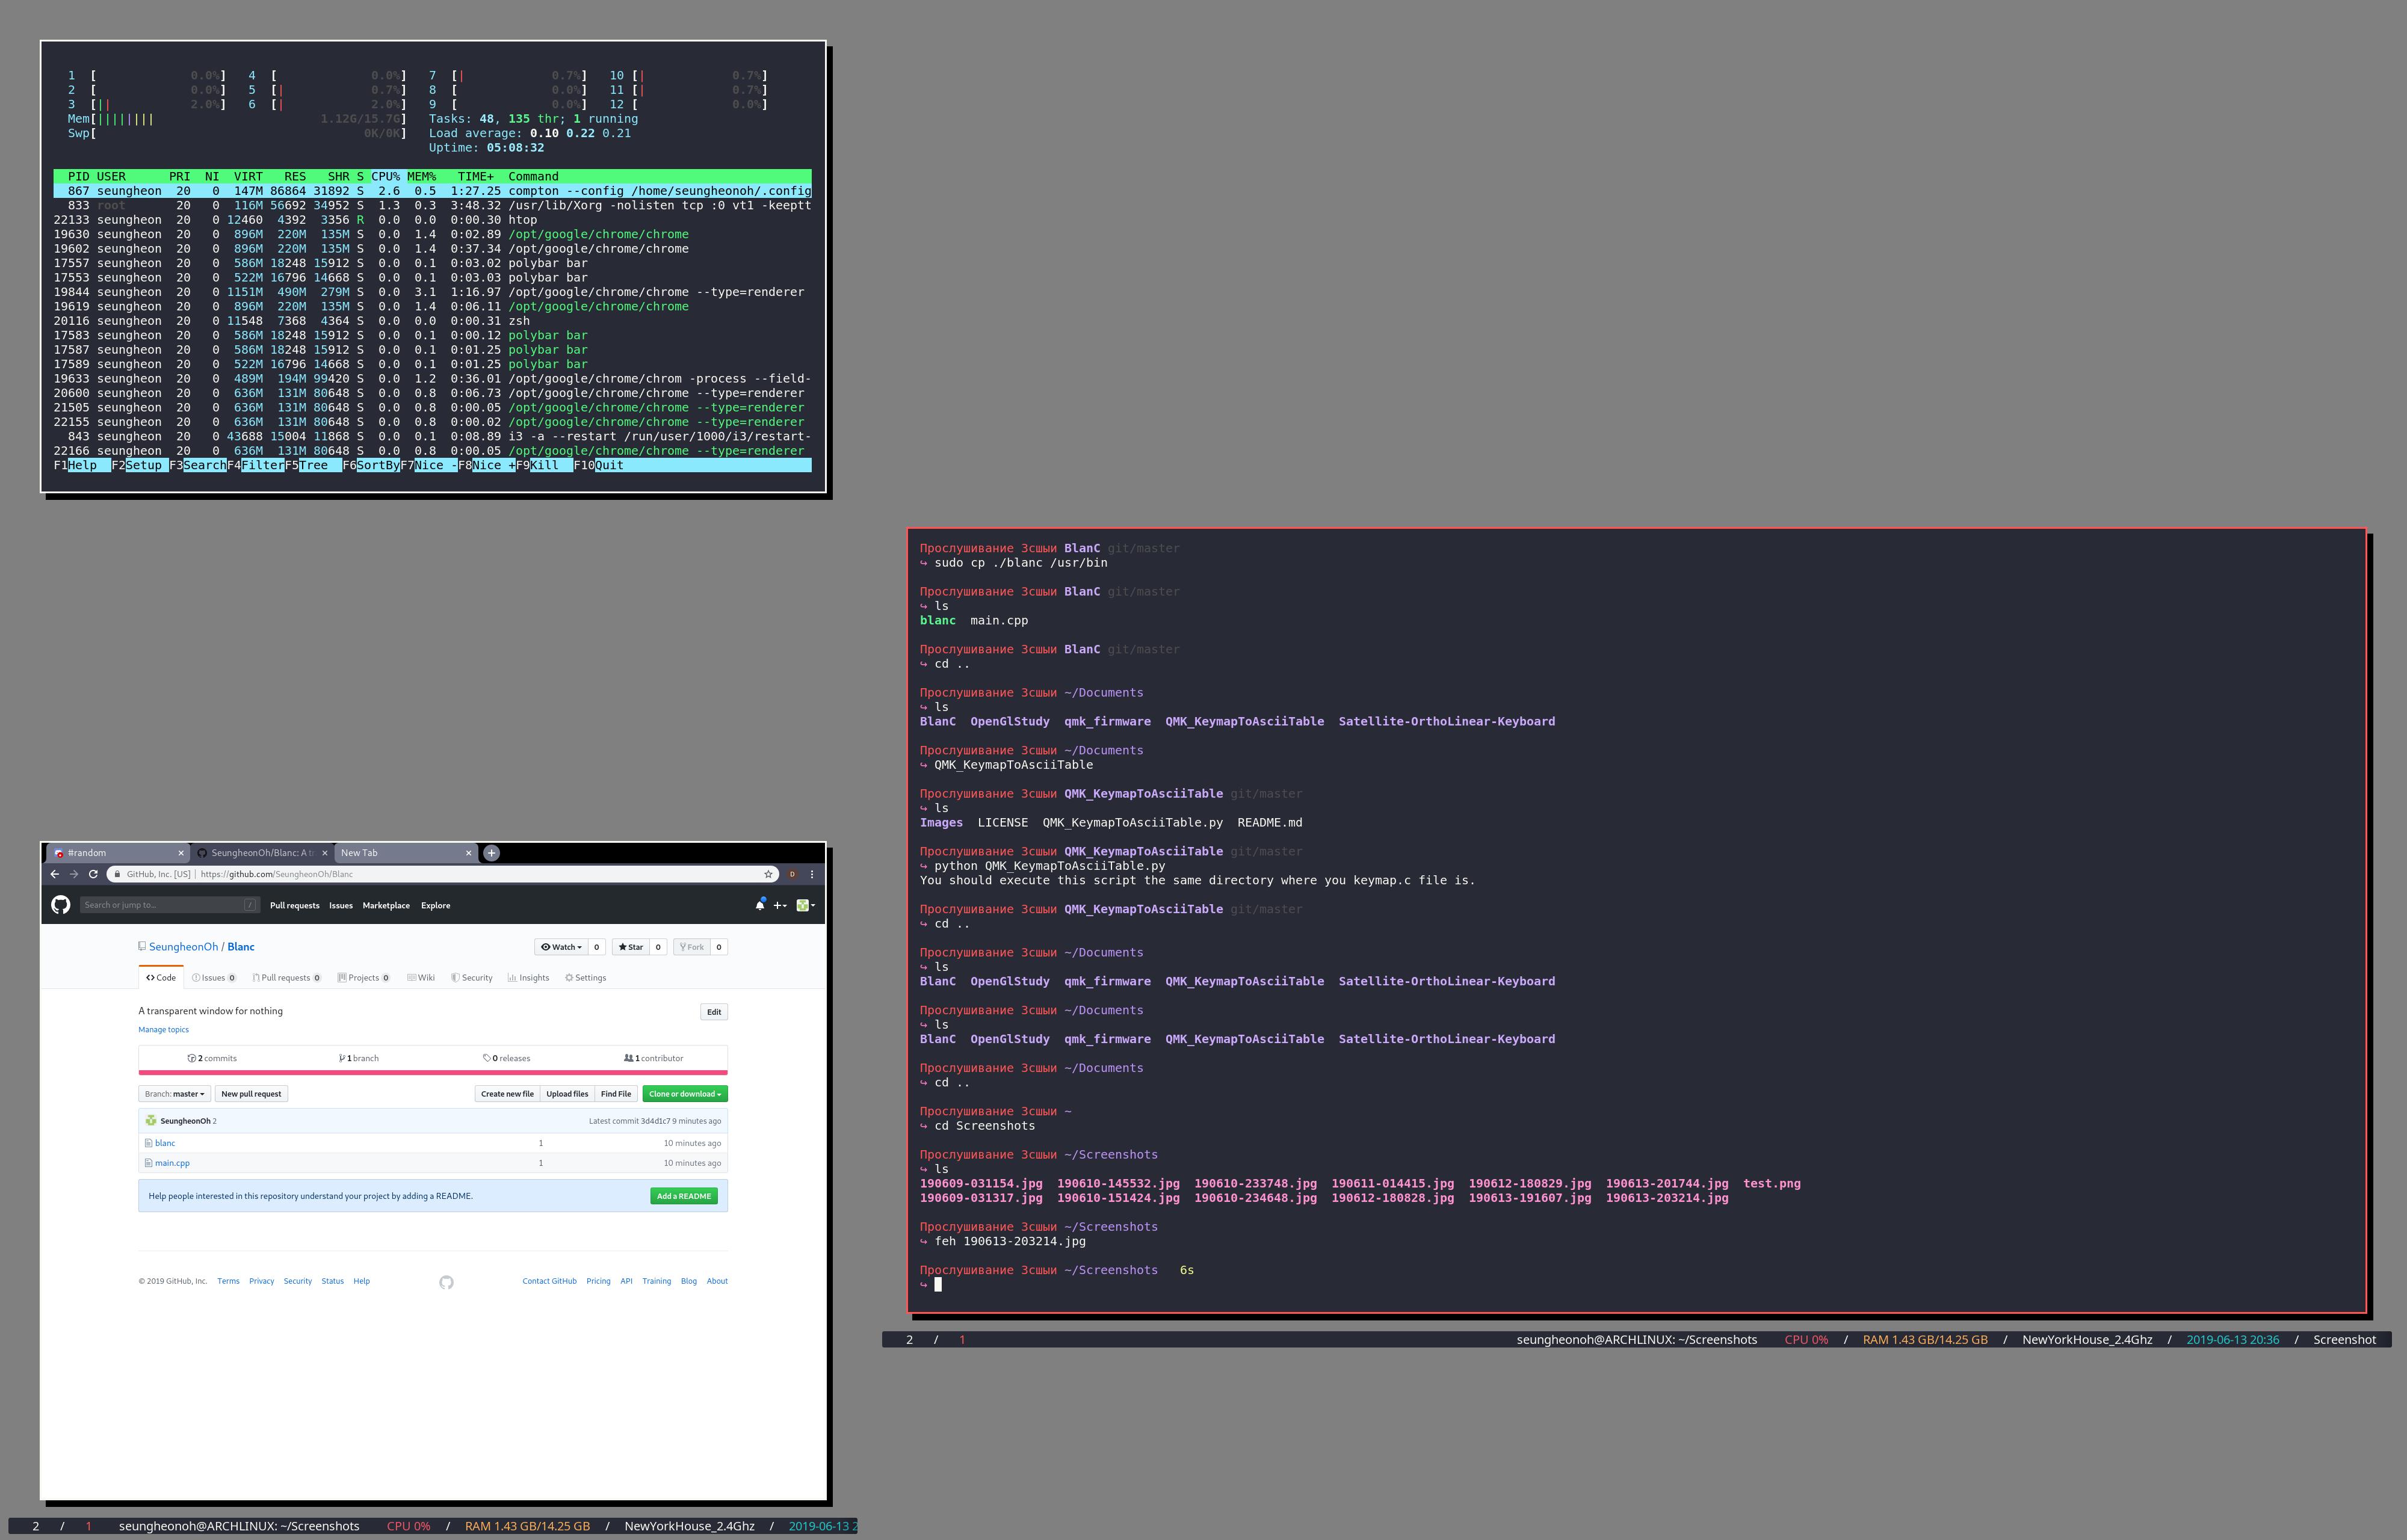 1 [ 0.0%] 4 [ 0.0%] 7 [| 0.7%] 10 [| 0.7%]
2 [ 0.0%] 5 [| 0.7%] 8 [ 0.0%] 11 [| 0.7%]
3 [|| 2.0%] 6 [| 2.0%] 9 [ 0.0%] 12 [ 0.0%]
Mem[|||||||| 1.12G/15.7G] Tasks: 48, 135 thr; 1 running
Swp[ 0K/0K] Load average: 0.10 0.22 0.21
Uptime: 05:08:32
PID USER PRI NI VIRT RES SHR S CPU% MEM% TIME+ Command
867 seungheon 20 0 147M 86864 31892 S 2.6 0.5 1:27.25 compton --config /home/seungheonoh/.config
833 root 20 0 116M 56692 34952 S 1.3 0.3 3:48.32 /usr/lib/Xorg -nolisten tcp :0 vt1 -keeptt
22133 seungheon 20 0 12460 4392 3356 R 0.0 0.0 0:00.30 htop
19630 seungheon 20 0 896M 220M 135M S 0.0 1.4 0:02.89 /opt/google/chrome/chrome
19602 seungheon 20 0 896M 220M 135M S 0.0 1.4 0:37.34 /opt/google/chrome/chrome
17557 seungheon 20 0 586M 18248 15912 S 0.0 0.1 0:03.02 polybar bar
17553 seungheon 20 0 522M 16796 14668 S 0.0 0.1 0:03.03 polybar bar
19844 seungheon 20 0 1151M 490M 279M S 0.0 3.1 1:16.97 /opt/google/chrome/chrome --type=renderer
19619 seungheon 20 0 896M 220M 135M S 0.0 1.4 0:06.11 /opt/google/chrome/chrome
20116 seungheon 20 0 11548 7368 4364 S 0.0 0.0 0:00.31 zsh
17583 seungheon 20 0 586M 18248 15912 S 0.0 0.1 0:00.12 polybar bar
17587 seungheon 20 0 586M 18248 15912 S 0.0 0.1 0:01.25 polybar bar
17589 seungheon 20 0 522M 16796 14668 S 0.0 0.1 0:01.25 polybar bar
19633 seungheon 20 0 489M 194M 99420 S 0.0 1.2 0:36.01 /opt/google/chrome/chrom -process --field-
20600 seungheon 20 0 636M 131M 80648 S 0.0 0.8 0:06.73 /opt/google/chrome/chrome --type=renderer
21505 seungheon 20 0 636M 131M 80648 S 0.0 0.8 0:00.05 /opt/google/chrome/chrome --type=renderer
22155 seungheon 20 0 636M 131M 80648 S 0.0 0.8 0:00.02 /opt/google/chrome/chrome --type=renderer
843 seungheon 20 0 43688 15004 11868 S 0.0 0.1 0:08.89 i3 -a --restart /run/user/1000/i3/restart-
22166 seungheon 20 0 636M 131M 80648 S 0.0 0.8 0:00.05 /opt/google/chrome/chrome --type=renderer
F1Help F2Setup F3SearchF4FilterF5Tree F6SortByF7Nice -F8Nice +F9Kill F10Quit
#random × SeungheonOh/Blanc: A tr × New Tab × +
GitHub, Inc. [US] | https://github.com/SeungheonOh/Blanc D
Search or jump to... / Pull requests Issues Marketplace Explore
SeungheonOh / Blanc Watch 0 Star 0 Fork 0
Code Issues 0 Pull requests 0 Projects 0 Wiki Security Insights Settings
A transparent window for nothing Edit
Manage topics
2 commits 1 branch 0 releases 1 contributor
Branch: master New pull request Create new file Upload files Find File Clone or download
SeungheonOh 2 Latest commit 3d4d1c7 9 minutes ago
blanc 1 10 minutes ago
main.cpp 1 10 minutes ago
Help people interested in this repository understand your project by adding a README. Add a README
© 2019 GitHub, Inc. Terms Privacy Security Status Help Contact GitHub Pricing API Training Blog About
2 / 1 seungheonoh@ARCHLINUX: ~/Screenshots CPU 0% / RAM 1.43 GB/14.25 GB / NewYorkHouse_2.4Ghz / 2019-06-13 2
Прослушивание Зсшыи BlanC git/master
↪ sudo cp ./blanc /usr/bin
Прослушивание Зсшыи BlanC git/master
↪ ls
blanc main.cpp
Прослушивание Зсшыи BlanC git/master
↪ cd ..
Прослушивание Зсшыи ~/Documents
↪ ls
BlanC OpenGlStudy qmk_firmware QMK_KeymapToAsciiTable Satellite-OrthoLinear-Keyboard
Прослушивание Зсшыи ~/Documents
↪ QMK_KeymapToAsciiTable
Прослушивание Зсшыи QMK_KeymapToAsciiTable git/master
↪ ls
Images LICENSE QMK_KeymapToAsciiTable.py README.md
Прослушивание Зсшыи QMK_KeymapToAsciiTable git/master
↪ python QMK_KeymapToAsciiTable.py
You should execute this script the same directory where you keymap.c file is.
Прослушивание Зсшыи QMK_KeymapToAsciiTable git/master
↪ cd ..
Прослушивание Зсшыи ~/Documents
↪ ls
BlanC OpenGlStudy qmk_firmware QMK_KeymapToAsciiTable Satellite-OrthoLinear-Keyboard
Прослушивание Зсшыи ~/Documents
↪ ls
BlanC OpenGlStudy qmk_firmware QMK_KeymapToAsciiTable Satellite-OrthoLinear-Keyboard
Прослушивание Зсшыи ~/Documents
↪ cd ..
Прослушивание Зсшыи ~
↪ cd Screenshots
Прослушивание Зсшыи ~/Screenshots
↪ ls
190609-031154.jpg 190610-145532.jpg 190610-233748.jpg 190611-014415.jpg 190612-180829.jpg 190613-201744.jpg test.png
190609-031317.jpg 190610-151424.jpg 190610-234648.jpg 190612-180828.jpg 190613-191607.jpg 190613-203214.jpg
Прослушивание Зсшыи ~/Screenshots
↪ feh 190613-203214.jpg
Прослушивание Зсшыи ~/Screenshots 6s
↪
2 / 1 seungheonoh@ARCHLINUX: ~/Screenshots CPU 0% / RAM 1.43 GB/14.25 GB / NewYorkHouse_2.4Ghz / 2019-06-13 20:36 / Screenshot